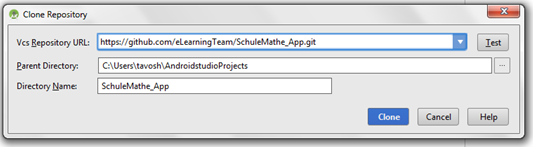 Clone Repository
Vcs Repository URL: https://github.com/eLearningTeam/SchuleMathe_App.git Test
Parent Directory: C:\Users\tavosh\AndroidstudioProjects ...
Directory Name: SchuleMathe_App
Clone Cancel Help